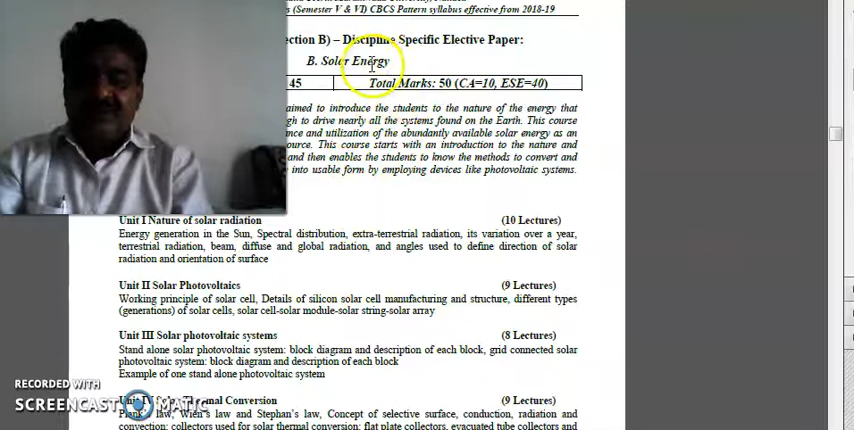 s (Semester V & VI) CBCS Pattern syllabus effective from 2018-19
ection B) – Discipline Specific Elective Paper:
B. Solar Energy
45 Total Marks: 50 (CA=10, ESE=40)
aimed to introduce the students to the nature of the energy that
gh to drive nearly all the systems found on the Earth. This course
ance and utilization of the abundantly available solar energy as an
ource. This course starts with an introduction to the nature and
and then enables the students to know the methods to convert and
into usable form by employing devices like photovoltaic systems.
Unit I Nature of solar radiation (10 Lectures)
Energy generation in the Sun, Spectral distribution, extra-terrestrial radiation, its variation over a year,
terrestrial radiation, beam, diffuse and global radiation, and angles used to define direction of solar
radiation and orientation of surface
Unit II Solar Photovoltaics (9 Lectures)
Working principle of solar cell, Details of silicon solar cell manufacturing and structure, different types
(generations) of solar cells, solar cell-solar module-solar string-solar array
Unit III Solar photovoltaic systems (8 Lectures)
Stand alone solar photovoltaic system: block diagram and description of each block, grid connected solar
photovoltaic system: block diagram and description of each block
Example of one stand alone photovoltaic system
RECORDED WITH
SCREENCAST MATIC
Unit IV Solar Thermal Conversion (9 Lectures)
Plank's law, Wien's law and Stephan's law, Concept of selective surface, conduction, radiation and
convection; collectors used for solar thermal conversion: flat plate collectors, evacuated tube collectors and